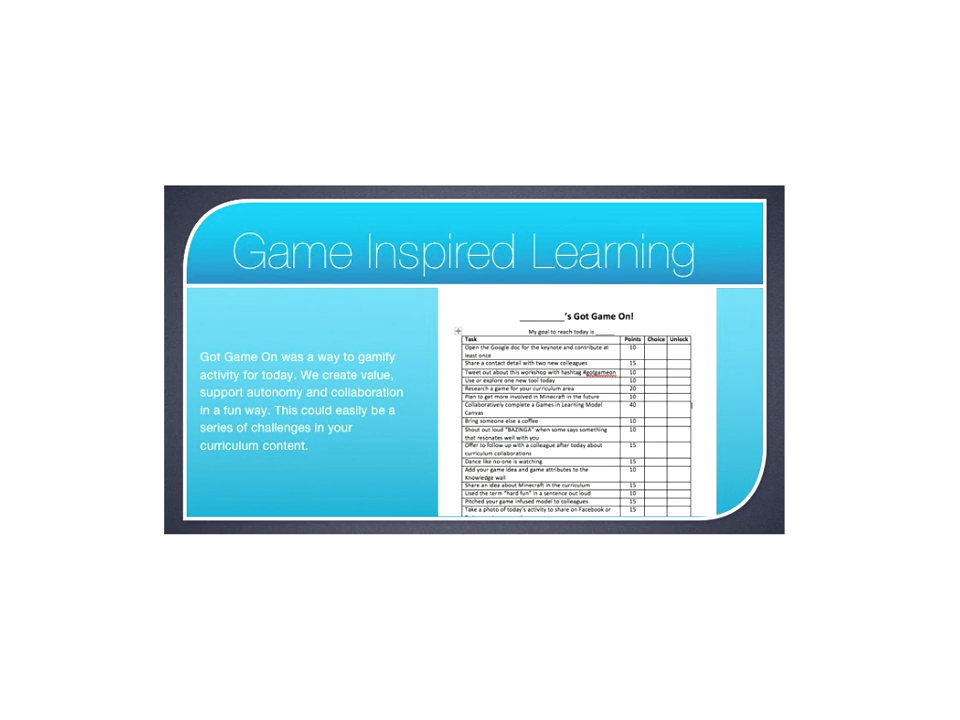 Game Inspired Learning
Got Game On was a way to gamify
activity for today. We create value,
support autonomy and collaboration
in a fun way. This could easily be a
series of challenges in your
curriculum content.
_________'s Got Game On!
My goal to reach today is _____
Task Points Choice Unlock
Open the Google doc for the keynote and contribute at 10
least once
Share a contact detail with two new colleagues 15
Tweet out about this workshop with hashtag #gotgameon 10
Use or explore one new tool today 10
Research a game for your curriculum area 20
Plan to get more involved in Minecraft in the future 10
Collaboratively complete a Games in Learning Model 40
Canvas
Bring someone else a coffee 10
Shout out loud "BAZINGA" when some says something 10
that resonates well with you
Offer to follow up with a colleague after today about 15
curriculum collaborations
Dance like no-one is watching 15
Add your game idea and game attributes to the 10
Knowledge wall
Share an idea about Minecraft in the curriculum 15
Used the term "hard fun" in a sentence out loud 10
Pitched your game infused model to colleagues 15
Take a photo of today's activity to share on Facebook or 15